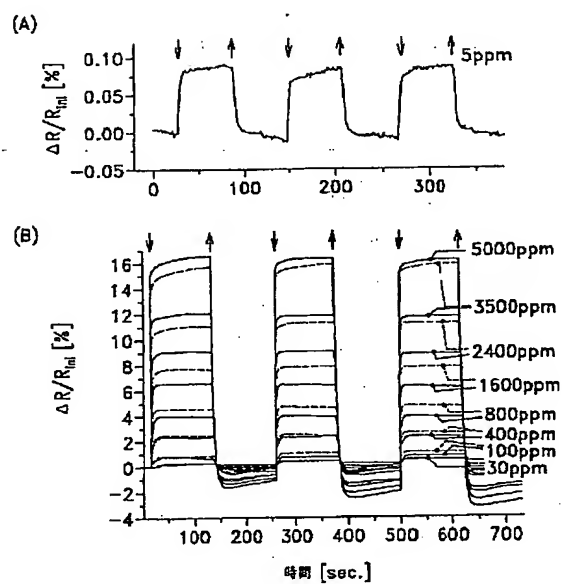 (A)
5ppm
ΔR/R_Ini [%]
0.10
0.05
0.00
−0.05
0
100
200
300
(B)
ΔR/R_Ini [%]
16
14
12
10
8
6
4
2
0
−2
−4
5000ppm
3500ppm
2400ppm
1600ppm
800ppm
400ppm
100ppm
30ppm
100 200 300 400 500 600 700
時間 [sec.]